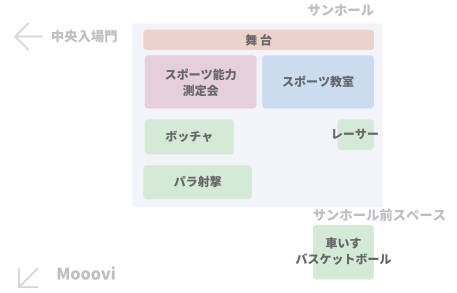 サンホール
中央入場門
舞 台
スポーツ能力
測定会
スポーツ教室
ボッチャ
レーサー
パラ射撃
サンホール前スペース
車いす
バスケットボール
Mooovi